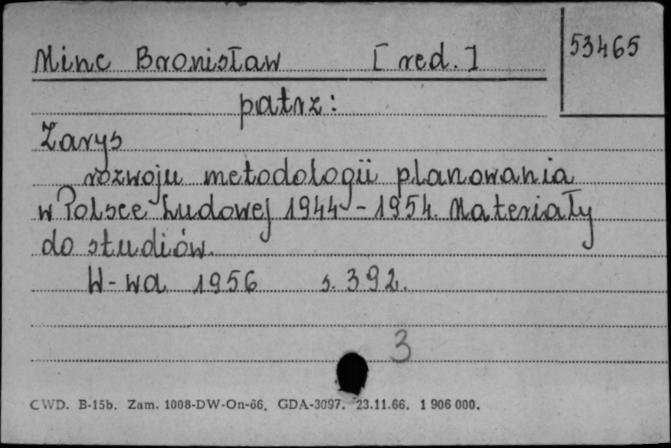 Minc Bronisław [red.] 53465
patrz:
Zarys
rozwoju metodologii planowania
w Polsce Ludowej 1944-1954. Materiały
do studiów.
W-wa 1956 s. 392.
3
CWD. B-15b. Zam. 1008-DW-On-66. GDA-3097. 23.11.66. 1 906 000.